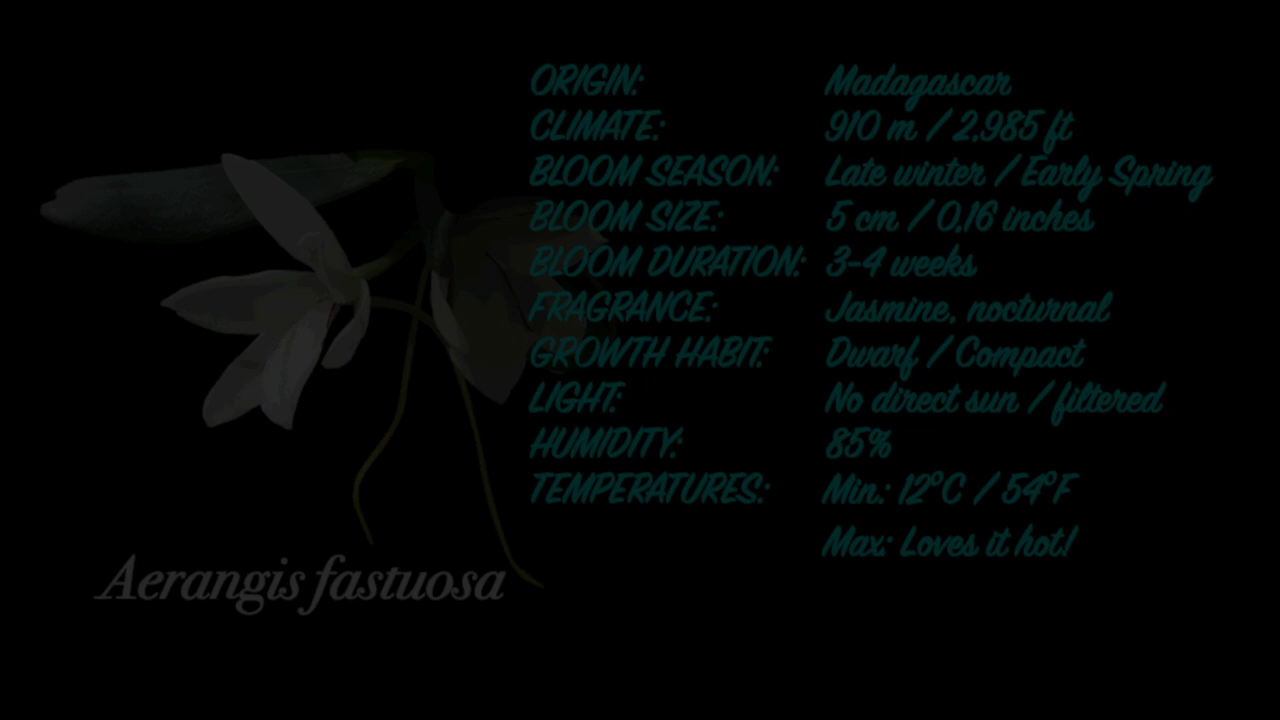 ORIGIN: Madagascar
CLIMATE: 910 m / 2,985 ft
BLOOM SEASON: Late winter / Early Spring
BLOOM SIZE: 5 cm / 0,16 inches
BLOOM DURATION: 3-4 weeks
FRAGRANCE: Jasmine, nocturnal
GROWTH HABIT: Dwarf / Compact
LIGHT: No direct sun / filtered
HUMIDITY: 85%
TEMPERATURES: Min.: 12°C / 54°F
Max: Loves it hot!
Aerangis fastuosa